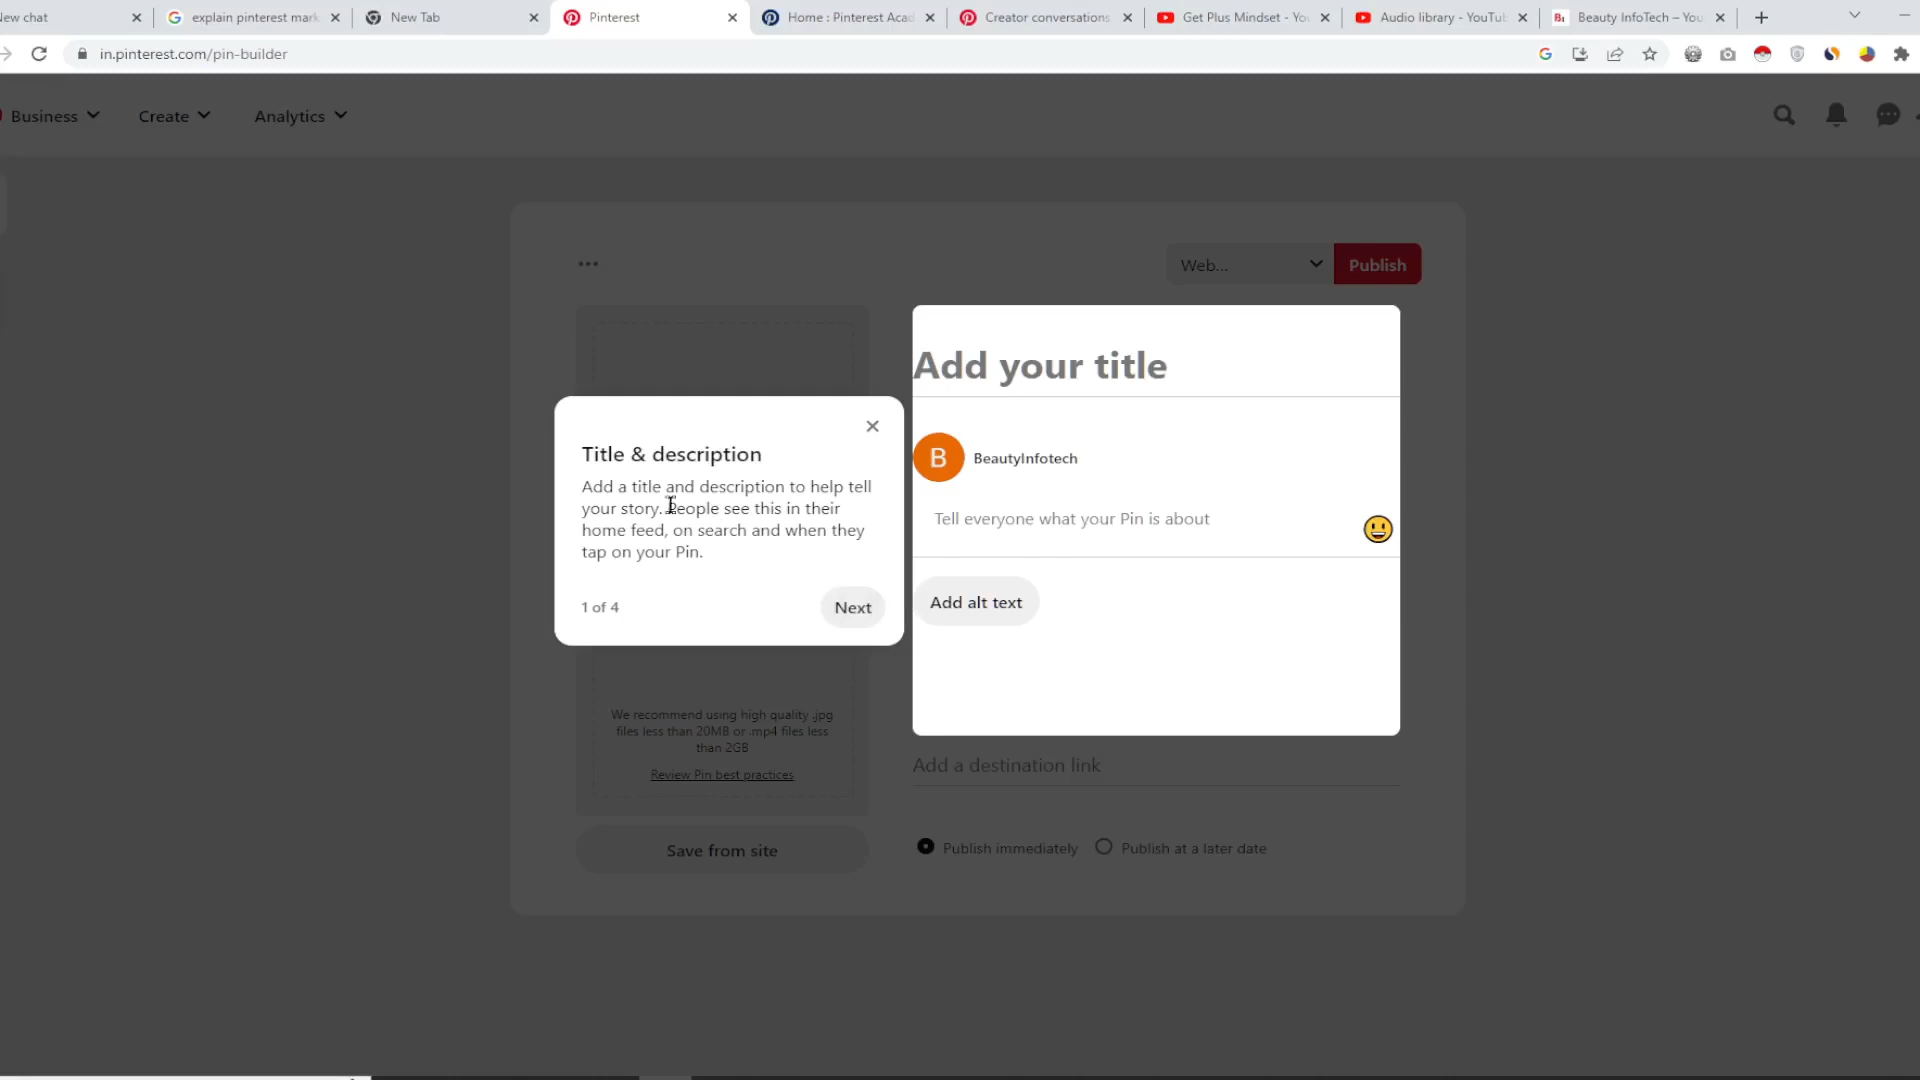 New chat
explain pinterest mark
New Tab
Pinterest
Home : Pinterest Acad
Creator conversations
Get Plus Mindset - You
Audio library - YouTub
Beauty InfoTech – You
in.pinterest.com/pin-builder
Business
Create
Analytics
Web...
Publish
Add your title
B
BeautyInfotech
Tell everyone what your Pin is about
Add alt text
Title & description
Add a title and description to help tell
your story. People see this in their
home feed, on search and when they
tap on your Pin.
1 of 4
Next
We recommend using high quality .jpg
files less than 20MB or .mp4 files less
than 2GB
Review Pin best practices
Add a destination link
Save from site
Publish immediately
Publish at a later date